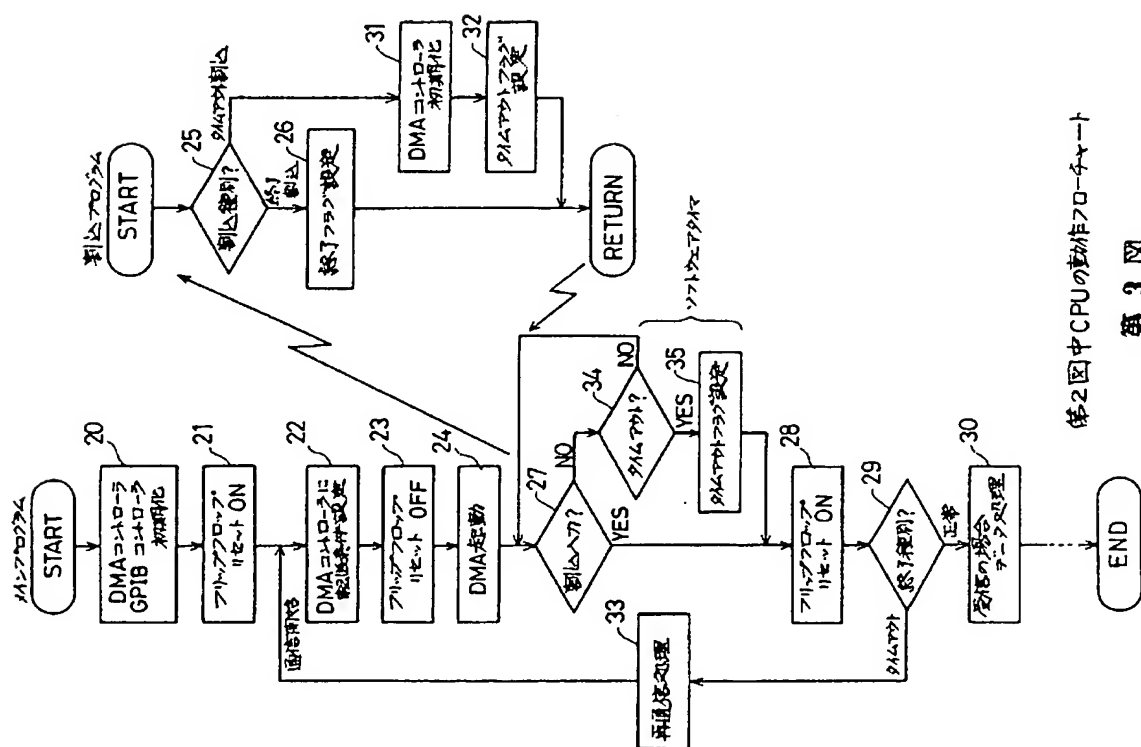 メインプログラム
START
20
DMAコントローラ
GPIBコントローラ
初期化
21
フリップフロップ
リセットON
通信開始
22
DMAコントローラに
転送条件設定
23
フリップフロップ
リセットOFF
24
DMA起動
27
割込入力?
NO
YES
34
タイムアウト?
NO
YES
35
タイムアウトフラグ設定
ソフトウェアタイマ
28
フリップフロップ
リセットON
29
終了種別?
正常
タイムアウト
30
受信の場合
データ処理
END
33
再通信処理
割込プログラム
START
25
割込種別?
タイムアウト割込
終了
割込
26
終了フラグ設定
31
DMAコントローラ
初期化
32
タイムアウトフラグ
設定
RETURN
第2図中CPUの動作フローチャート
第3図